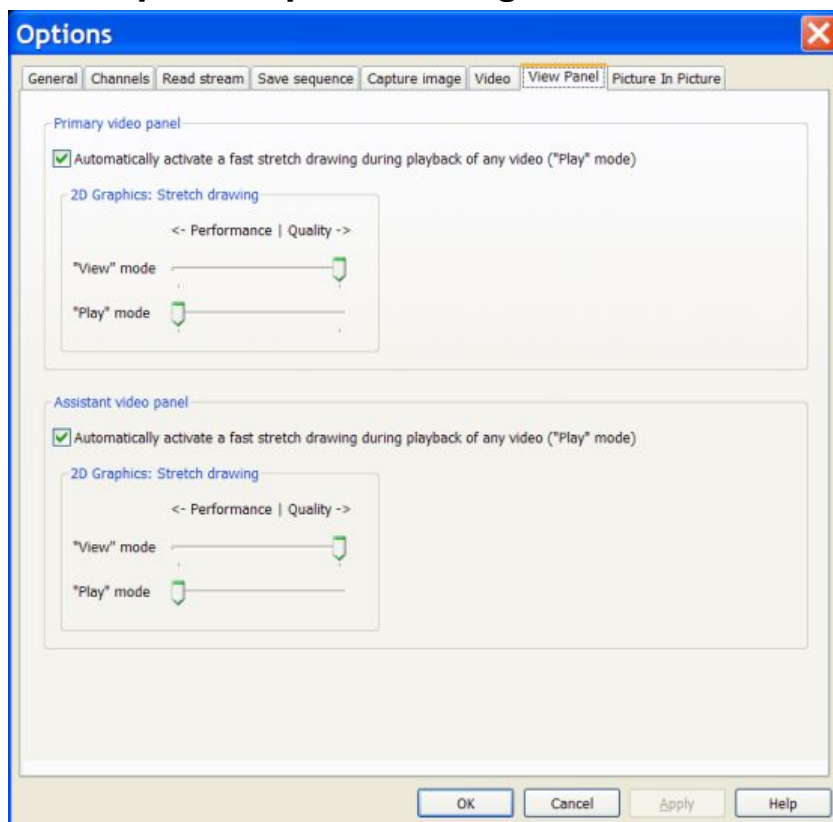 Options
General Channels Read stream Save sequence Capture image Video View Panel Picture In Picture
Primary video panel
Automatically activate a fast stretch drawing during playback of any video ("Play" mode)
2D Graphics: Stretch drawing
<- Performance | Quality ->
"View" mode
"Play" mode
Assistant video panel
Automatically activate a fast stretch drawing during playback of any video ("Play" mode)
2D Graphics: Stretch drawing
<- Performance | Quality ->
"View" mode
"Play" mode
OK Cancel Apply Help